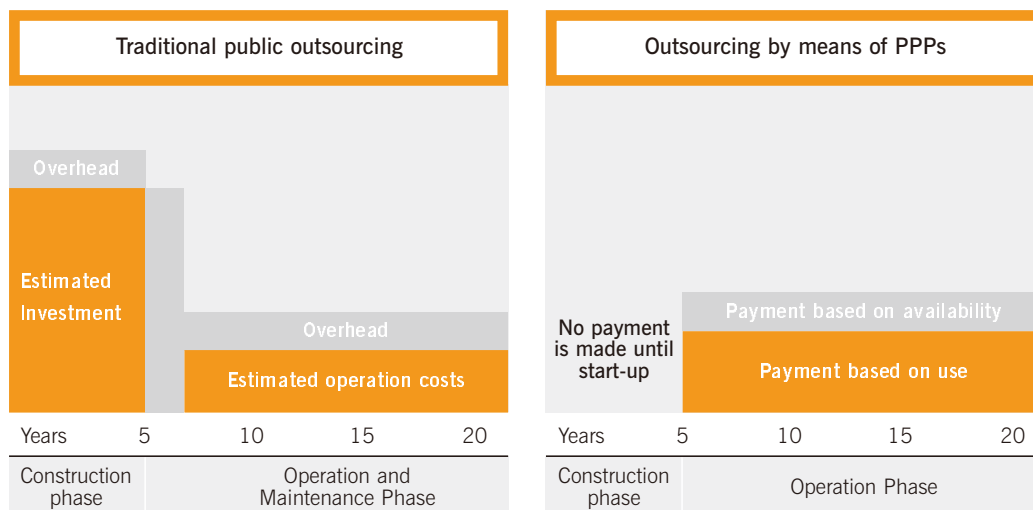 Traditional public outsourcing
Overhead
Estimated
Investment
Overhead
Estimated operation costs
Years 5 10 15 20
Construction
phase
Operation and
Maintenance Phase
Outsourcing by means of PPPs
No payment
is made until
start-up
Payment based on availability
Payment based on use
Years 5 10 15 20
Construction
phase
Operation Phase